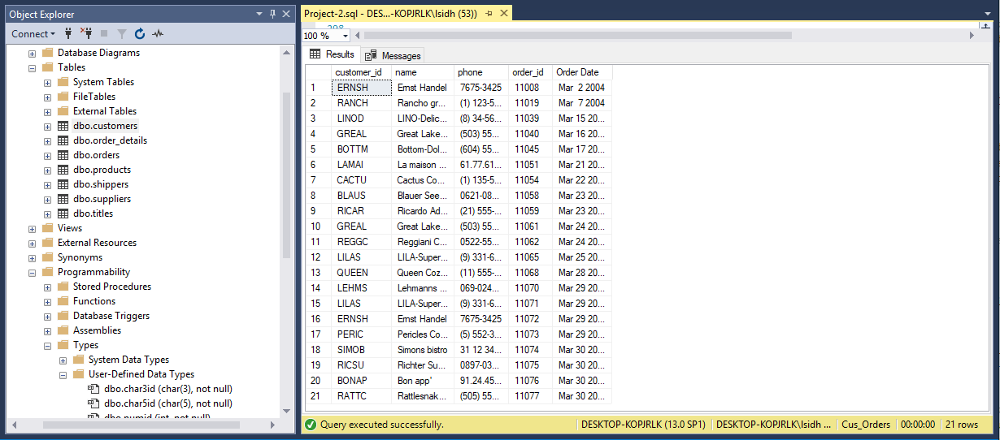 Object Explorer
Connect
Database Diagrams
Tables
System Tables
FileTables
External Tables
dbo.customers
dbo.order_details
dbo.orders
dbo.products
dbo.shippers
dbo.suppliers
dbo.titles
Views
External Resources
Synonyms
Programmability
Stored Procedures
Functions
Database Triggers
Assemblies
Types
System Data Types
User-Defined Data Types
dbo.char3id (char(3), not null)
dbo.char5id (char(5), not null)
dbo.numid (int, not null)
Project-2.sql - DES...-KOPJRLK\lsidh (53))
298
100 %
Results Messages
customer_id name phone order_id Order Date
1 ERNSH Ernst Handel 7675-3425 11008 Mar 2 2004
2 RANCH Rancho gr... (1) 123-5... 11019 Mar 7 2004
3 LINOD LINO-Delic... (8) 34-56... 11039 Mar 15 20...
4 GREAL Great Lake... (503) 55... 11040 Mar 16 20...
5 BOTTM Bottom-Dol... (604) 55... 11045 Mar 17 20...
6 LAMAI La maison ... 61.77.61... 11051 Mar 21 20...
7 CACTU Cactus Co... (1) 135-5... 11054 Mar 22 20...
8 BLAUS Blauer See... 0621-08... 11058 Mar 23 20...
9 RICAR Ricardo Ad... (21) 555-... 11059 Mar 23 20...
10 GREAL Great Lake... (503) 55... 11061 Mar 24 20...
11 REGGC Reggiani C... 0522-55... 11062 Mar 24 20...
12 LILAS LILA-Super... (9) 331-6... 11065 Mar 25 20...
13 QUEEN Queen Coz... (11) 555-... 11068 Mar 28 20...
14 LEHMS Lehmanns ... 069-024... 11070 Mar 29 20...
15 LILAS LILA-Super... (9) 331-6... 11071 Mar 29 20...
16 ERNSH Ernst Handel 7675-3425 11072 Mar 29 20...
17 PERIC Pericles Co... (5) 552-3... 11073 Mar 29 20...
18 SIMOB Simons bistro 31 12 34... 11074 Mar 30 20...
19 RICSU Richter Su... 0897-03... 11075 Mar 30 20...
20 BONAP Bon app' 91.24.45... 11076 Mar 30 20...
21 RATTC Rattlesnak... (505) 55... 11077 Mar 30 20...
Query executed successfully. DESKTOP-KOPJRLK (13.0 SP1) DESKTOP-KOPJRLK\lsidh ... Cus_Orders 00:00:00 21 rows